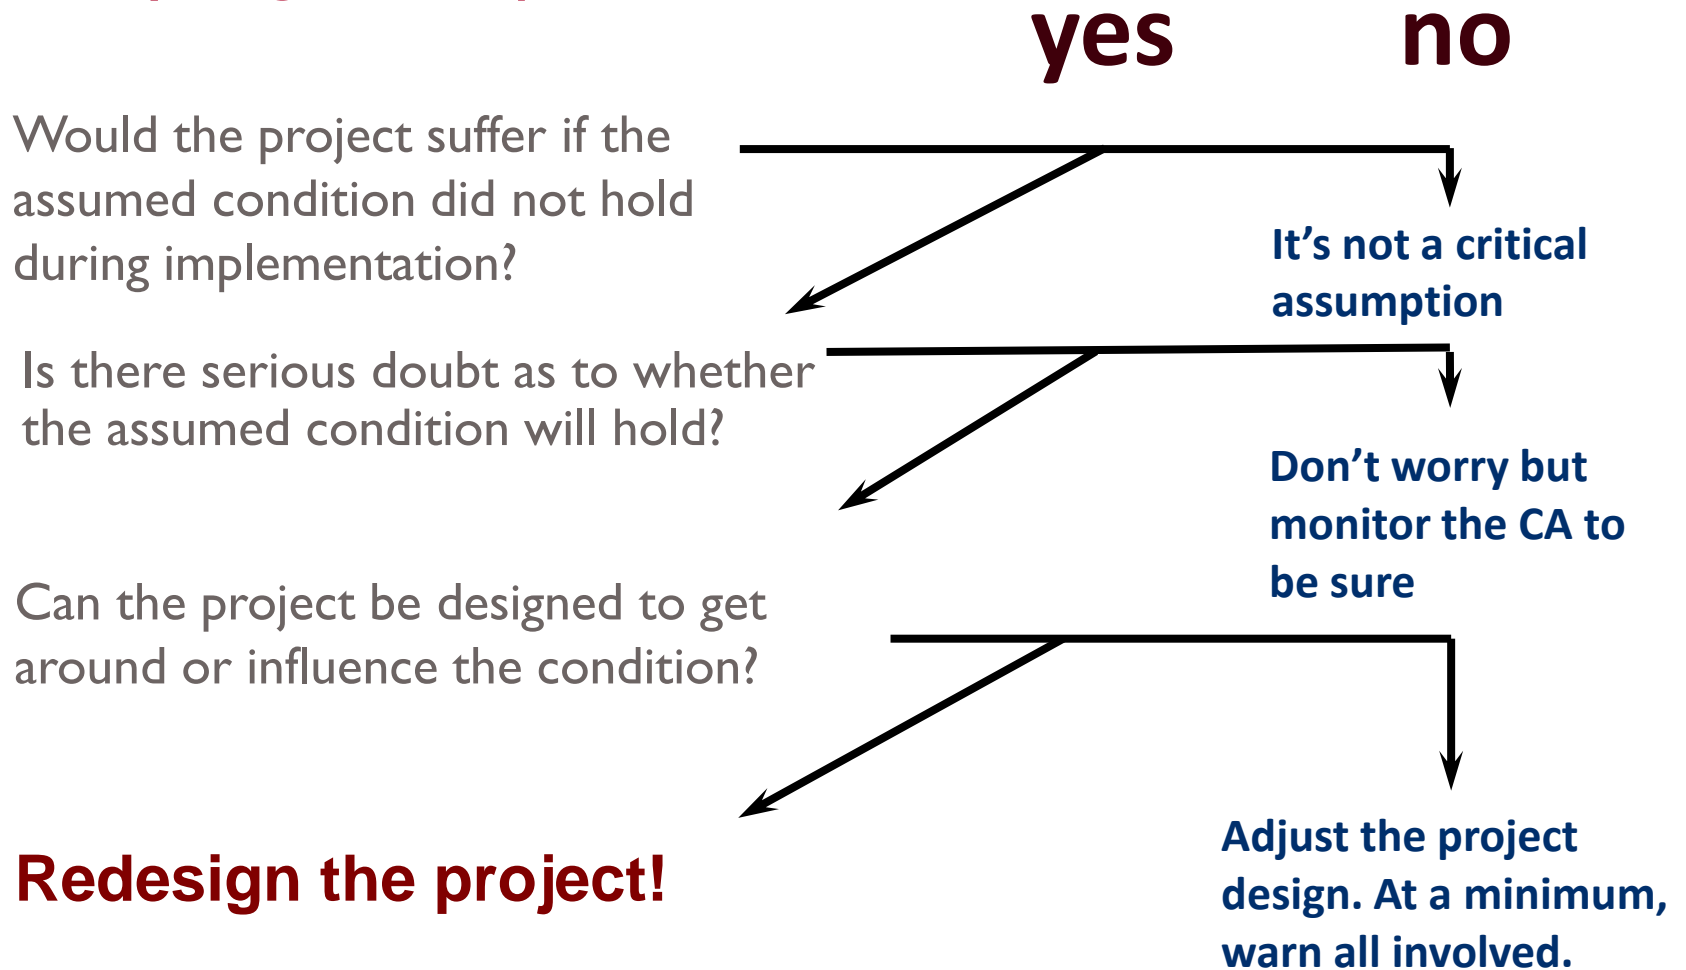 yes no
Would the project suffer if the
assumed condition did not hold
during implementation?
It’s not a critical
assumption
Is there serious doubt as to whether
the assumed condition will hold?
Don’t worry but
monitor the CA to
be sure
Can the project be designed to get
around or influence the condition?
Redesign the project!
Adjust the project
design. At a minimum,
warn all involved.